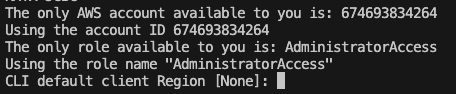 The only AWS account available to you is: 674693834264
Using the account ID 674693834264
The only role available to you is: AdministratorAccess
Using the role name "AdministratorAccess"
CLI default client Region [None]: